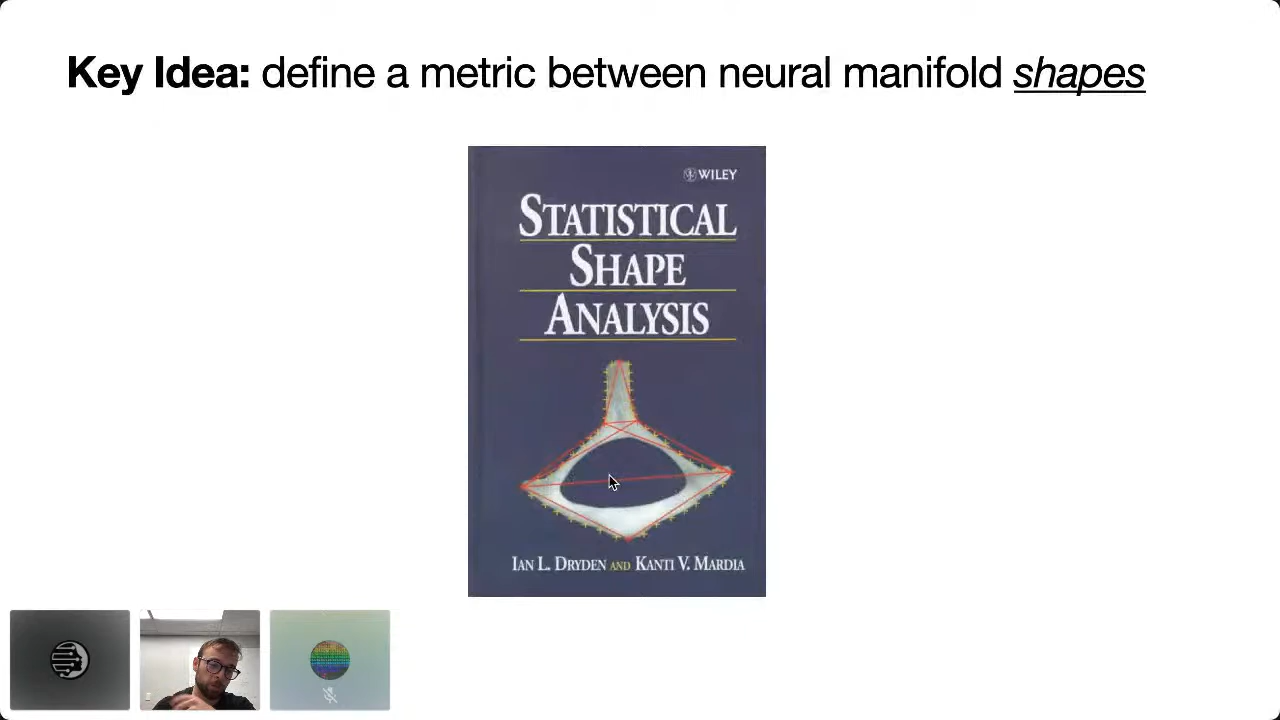 Key Idea: define a metric between neural manifold shapes
WILEY
STATISTICAL
SHAPE
ANALYSIS
IAN L. DRYDEN AND KANTI V. MARDIA